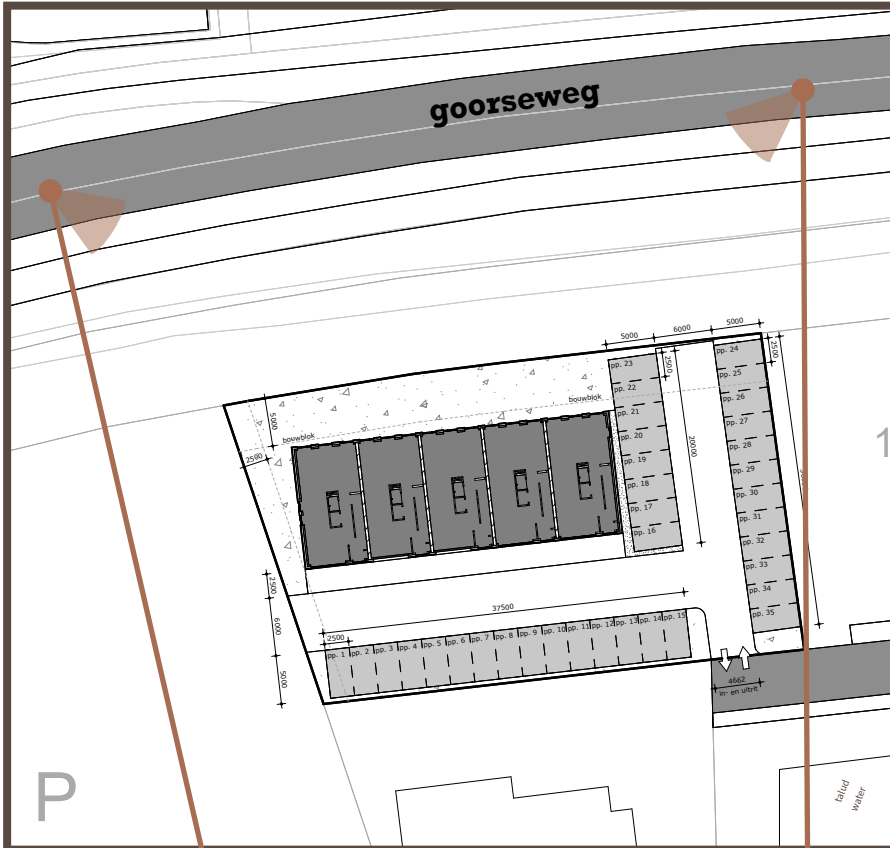 goorseweg
5000
6000
5000
2500
2500
pp. 24
pp. 25
pp. 26
pp. 27
pp. 28
pp. 29
pp. 30
pp. 31
pp. 32
pp. 33
pp. 34
pp. 35
pp. 23
pp. 22
pp. 21
pp. 20
pp. 19
pp. 18
pp. 17
pp. 16
20000
bouwblok
bouwblok
5000
2500
2500
6000
5000
37500
2500
pp. 1 pp. 2 pp. 3 pp. 4 pp. 5 pp. 6 pp. 7 pp. 8 pp. 9 pp. 10 pp. 11 pp. 12 pp. 13 pp. 14 pp. 15
4662
in- en uitrit
talud
water
P
1